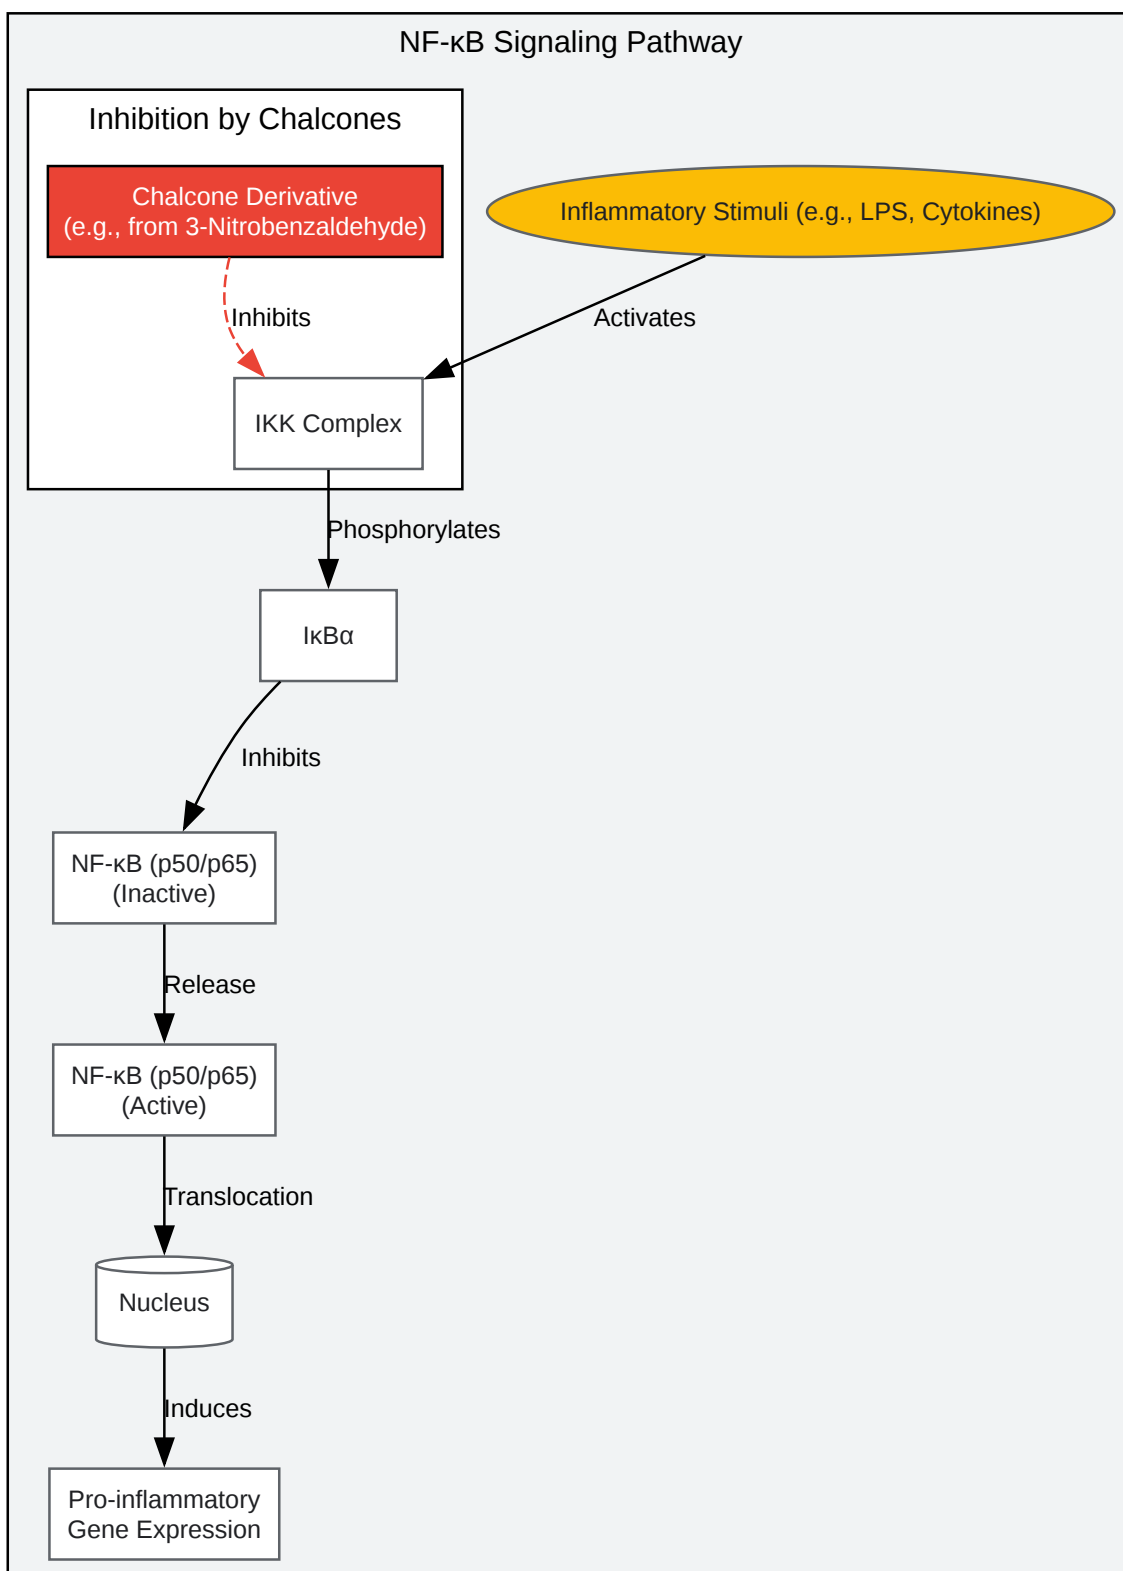 NF-κB Signaling Pathway
Inhibition by Chalcones
Chalcone Derivative
(e.g., from 3-Nitrobenzaldehyde)
Inflammatory Stimuli (e.g., LPS, Cytokines)
Inhibits
Activates
IKK Complex
Phosphorylates
IκBα
Inhibits
NF-κB (p50/p65)
(Inactive)
Release
NF-κB (p50/p65)
(Active)
Translocation
Nucleus
Induces
Pro-inflammatory
Gene Expression